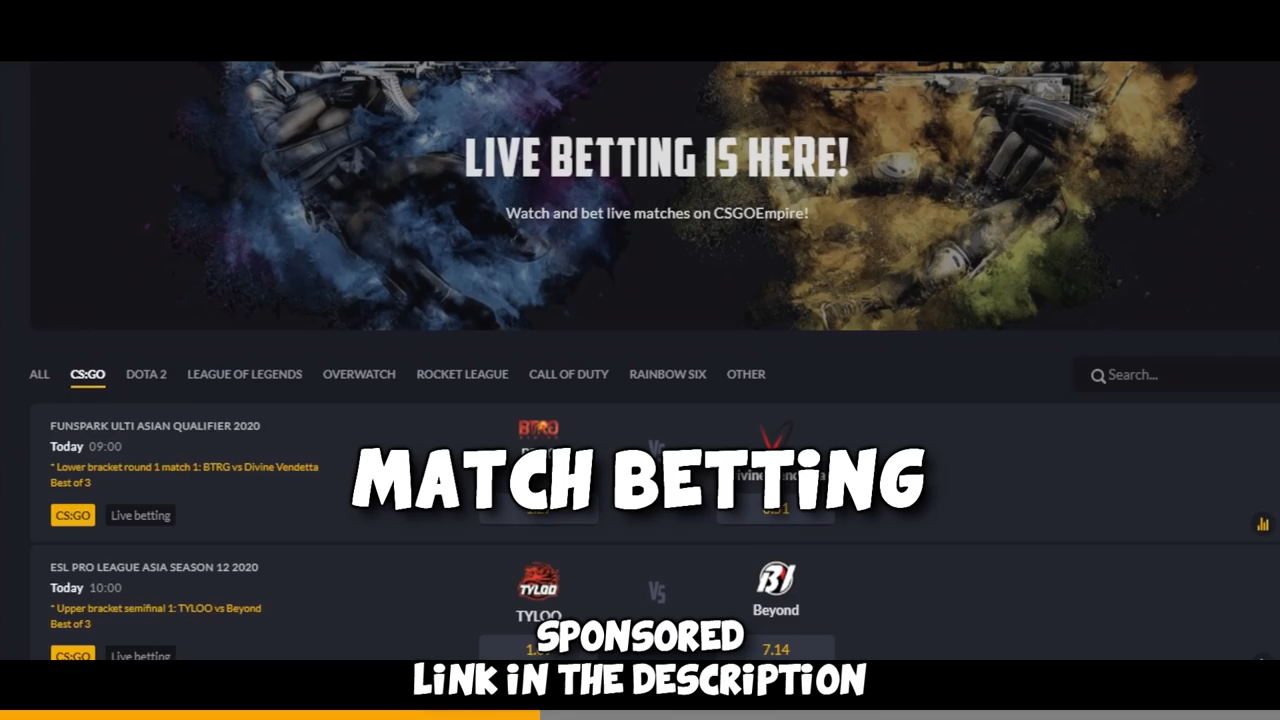 LIVE BETTING IS HERE!
Watch and bet live matches on CSGOEmpire!
ALL CS:GO DOTA 2 LEAGUE OF LEGENDS OVERWATCH ROCKET LEAGUE CALL OF DUTY RAINBOW SIX OTHER Search...
FUNSPARK ULTI ASIAN QUALIFIER 2020
Today 09:00
BTRG Vs
* Lower bracket round 1 match 1: BTRG vs Divine Vendetta
Best of 3
MATCH BETTING
CS:GO Live betting
ESL PRO LEAGUE ASIA SEASON 12 2020
Today 10:00
* Upper bracket semifinal 1: TYLOO vs Beyond
Best of 3
TYLOO Vs
TYLOO Beyond
CS:GO Live betting
7.14
SPONSORED
LINK IN THE DESCRIPTION